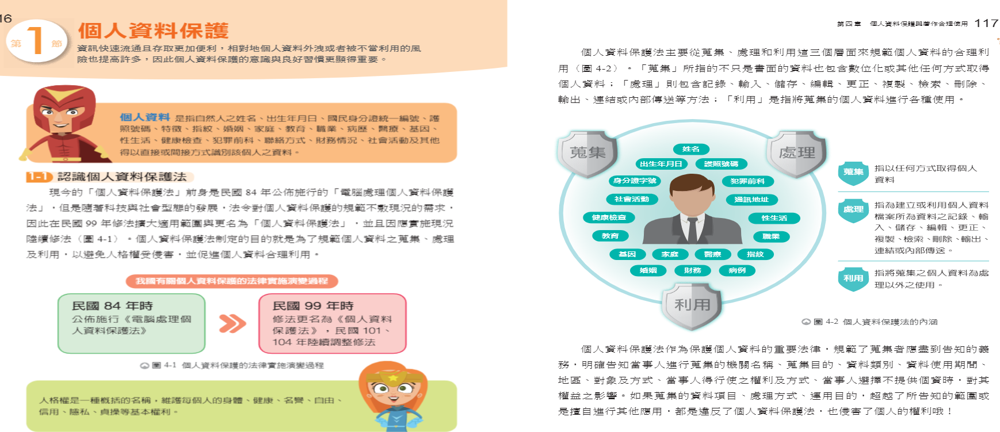 16
第1節
個人資料保護
資訊快速流通且存取更加便利，相對地個人資料外洩或者被不當利用的風
險也提高許多，因此個人資料保護的意識與良好習慣更顯得重要。
個人資料 是指自然人之姓名、出生年月日、國民身分證統一編號、護
照號碼、特徵、指紋、婚姻、家庭、教育、職業、病歷、醫療、基因、
性生活、健康檢查、犯罪前科、聯絡方式、財務情況、社會活動及其他
得以直接或間接方式識別該個人之資料。
1-1 認識個人資料保護法
現今的「個人資料保護法」前身是民國 84 年公佈施行的「電腦處理個人資料保護
法」，但是隨著科技與社會型態的發展，法令對個人資料保護的規範不敷現況的需求，
因此在民國 99 年修法擴大適用範圍與更名為「個人資料保護法」，並且因應實施現況
陸續修法（圖 4-1）。個人資料保護法制定的目的就是為了規範個人資料之蒐集、處理
及利用，以避免人格權受侵害，並促進個人資料合理利用。
我國有關個人資料保護的法律實施演變過程
民國 84 年時
公佈施行《電腦處理個
人資料保護法》
民國 99 年時
修法更名為《個人資料
保護法》，民國 101、
104 年陸續調整修法
圖 4-1 個人資料保護的法律實施演變過程
人格權是一種概括的名稱，維護每個人的身體、健康、名譽、自由、
信用、隱私、貞操等基本權利。
第四章 個人資料保護與著作合理使用 117
個人資料保護法主要從蒐集、處理和利用這三個層面來規範個人資料的合理利
用（圖 4-2）。「蒐集」所指的不只是書面的資料也包含數位化或其他任何方式取得
個人資料；「處理」則包含記錄、輸入、儲存、編輯、更正、複製、檢索、刪除、
輸出、連結或內部傳送等方法；「利用」是指將蒐集的個人資料進行各種使用。
蒐集
處理
姓名
出生年月日
護照號碼
身分證字號
犯罪前科
社會活動
通訊地址
健康檢查
性生活
教育
職業
基因
家庭
醫療
指紋
婚姻
財務
病例
利用
蒐集
指以任何方式取得個人
資料
處理
指為建立或利用個人資料
檔案所為資料之記錄、輸
入、儲存、編輯、更正、
複製、檢索、刪除、輸出、
連結或內部傳送。
利用
指將蒐集之個人資料為處
理以外之使用。
圖 4-2 個人資料保護法的內涵
個人資料保護法作為保護個人資料的重要法律，規範了蒐集者應盡到告知的義
務，明確告知當事人進行蒐集的機關名稱、蒐集目的、資料類別、資料使用期間、
地區、對象及方式、當事人得行使之權利及方式、當事人選擇不提供個資時，對其
權益之影響。如果蒐集的資料項目、處理方式、運用目的，超越了所告知的範圍或
是擅自進行其他應用，都是違反了個人資料保護法，也侵害了個人的權利哦！